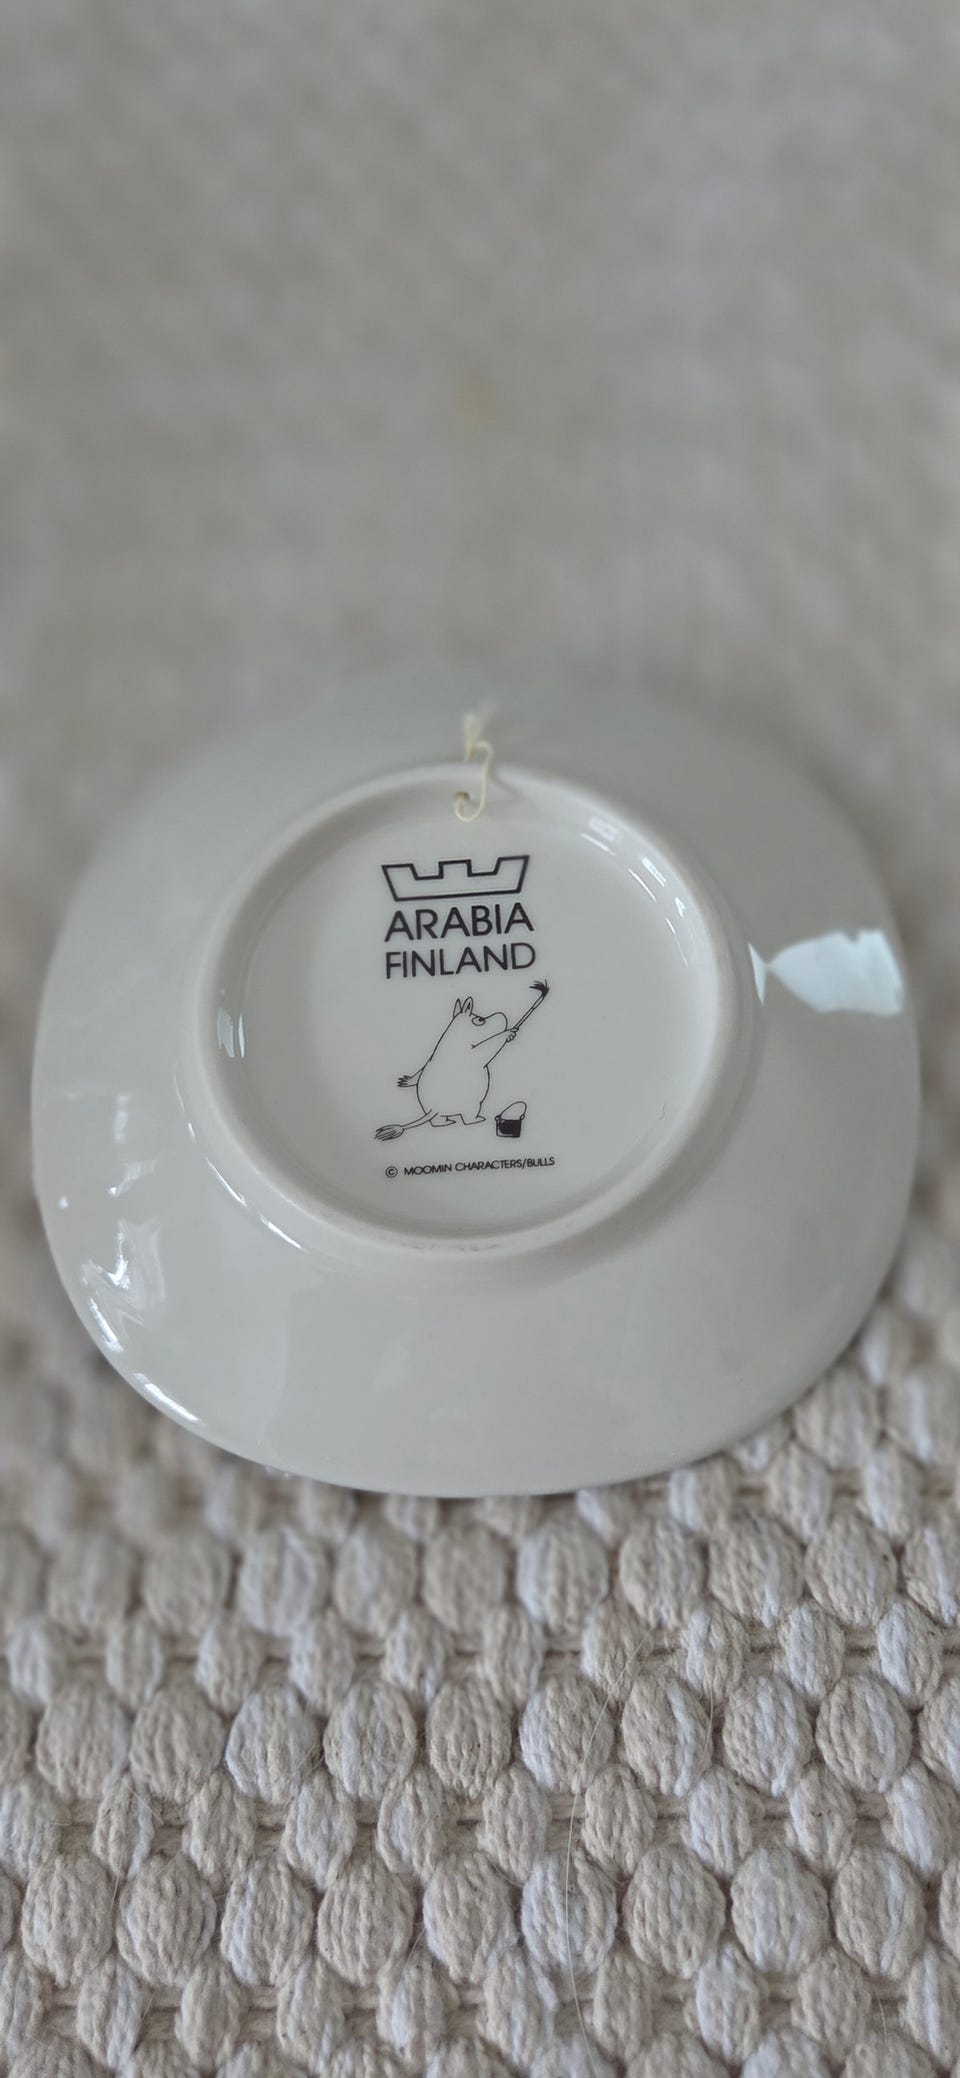 ARABIA
FINLAND
© MOOMIN CHARACTERS/BULLS